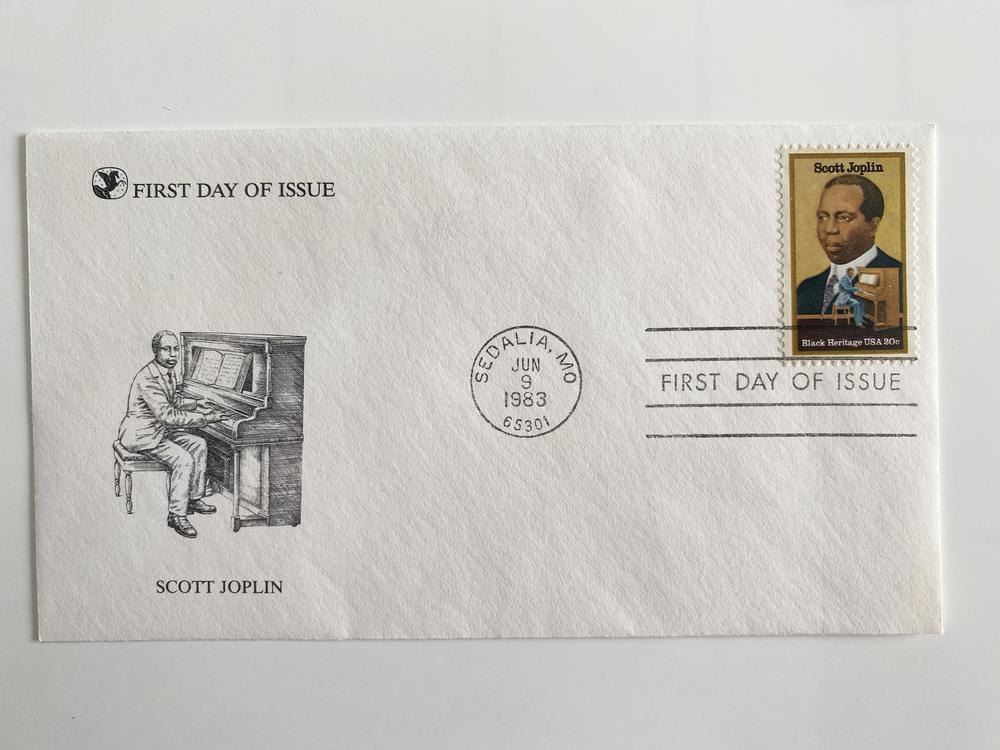 FIRST DAY OF ISSUE
Scott Joplin
Black Heritage USA 20c
SEDALIA, MO
JUN
9
1983
65301
FIRST DAY OF ISSUE
SCOTT JOPLIN